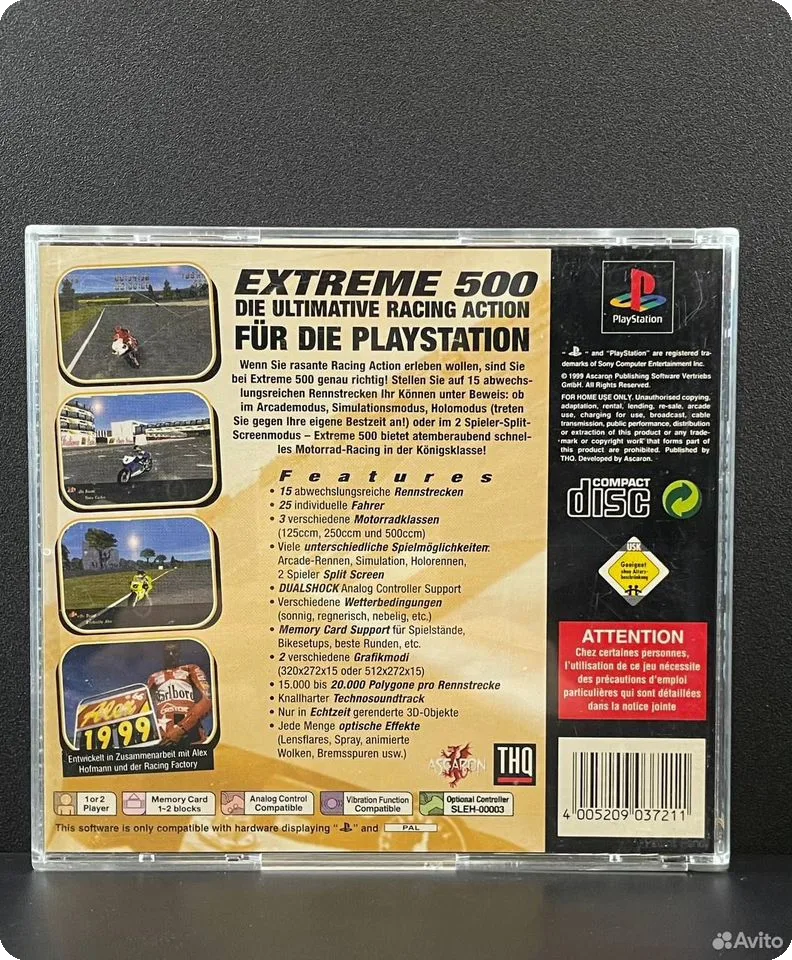 EXTREME 500
DIE ULTIMATIVE RACING ACTION
FÜR DIE PLAYSTATION
Wenn Sie rasante Racing Action erleben wollen, sind Sie
bei Extreme 500 genau richtig! Stellen Sie auf 15 abwechs-
lungsreichen Rennstrecken Ihr Können unter Beweis: ob
im Arcademodus, Simulationsmodus, Holomodus (treten
Sie gegen Ihre eigene Bestzeit an!) oder im 2 Spieler-Split-
Screenmodus – Extreme 500 bietet atemberaubend schnel-
les Motorrad-Racing in der Königsklasse!
Features
• 15 abwechslungsreiche Rennstrecken
• 25 individuelle Fahrer
• 3 verschiedene Motorradklassen
(125ccm, 250ccm und 500ccm)
• Viele unterschiedliche Spielmöglichkeiten:
Arcade-Rennen, Simulation, Holorennen,
2 Spieler Split Screen
• DUALSHOCK Analog Controller Support
• Verschiedene Wetterbedingungen
(sonnig, regnerisch, nebelig, etc.)
• Memory Card Support für Spielstände,
Bikesetups, beste Runden, etc.
• 2 verschiedene Grafikmodi
(320x272x15 oder 512x272x15)
• 15.000 bis 20.000 Polygone pro Rennstrecke
• Knallharter Technosoundtrack
• Nur in Echtzeit gerenderte 3D-Objekte
• Jede Menge optische Effekte
(Lensflares, Spray, animierte
Wolken, Bremsspuren usw.)
Marlboro
Alex
1999
Entwickelt in Zusammenarbeit mit Alex
Hofmann und der Racing Factory
ASCARON
THQ
1 or 2
Player
Memory Card
1~2 blocks
Analog Control
Compatible
Vibration Function
Compatible
Optional Controller
SLEH-00003
This software is only compatible with hardware displaying " " and PAL
PlayStation
" " and "PlayStation" are registered tra-
demarks of Sony Computer Entertainment Inc.
© 1999 Ascaron Publishing Software Vertriebs
GmbH. All Rights Reserved.
FOR HOME USE ONLY. Unauthorised copying,
adaptation, rental, lending, re-sale, arcade
use, charging for use, broadcast, cable
transmission, public performance, distribution
or extraction of this product or any trade-
mark or copyright work that forms part of
this product are prohibited. Published by
THQ. Developed by Ascaron.
COMPACT
disc
USK
Geeignet
ohne Alters-
beschränkung
ATTENTION
Chez certaines personnes,
l'utilisation de ce jeu nécessite
des précautions d'emploi
particulières qui sont détaillées
dans la notice jointe
4 005209 037211
Avito